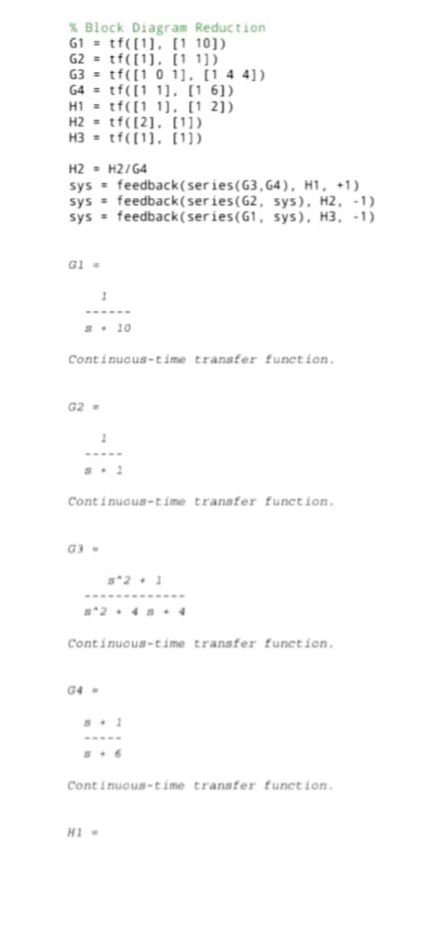 % Block Diagram Reduction
G1 = tf([1], [1 10])
G2 = tf([1], [1 1])
G3 = tf([1 0 1], [1 4 4])
G4 = tf([1 1], [1 6])
H1 = tf([1 1], [1 2])
H2 = tf([2], [1])
H3 = tf([1], [1])
H2 = H2/G4
sys = feedback(series(G3,G4), H1, +1)
sys = feedback(series(G2, sys), H2, -1)
sys = feedback(series(G1, sys), H3, -1)
G1 =
1
------
s + 10
Continuous-time transfer function.
G2 =
1
-----
s + 1
Continuous-time transfer function.
G3 =
s^2 + 1
-------------
s^2 + 4 s + 4
Continuous-time transfer function.
G4 =
s + 1
-----
s + 6
Continuous-time transfer function.
H1 =